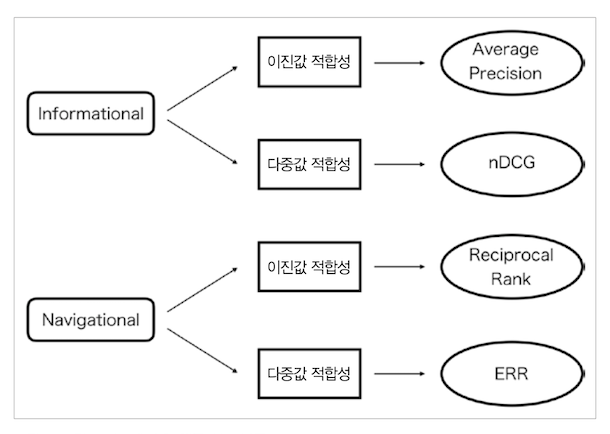 Informational
이진값 적합성
Average
Precision
다중값 적합성
nDCG
Navigational
이진값 적합성
Reciprocal
Rank
다중값 적합성
ERR